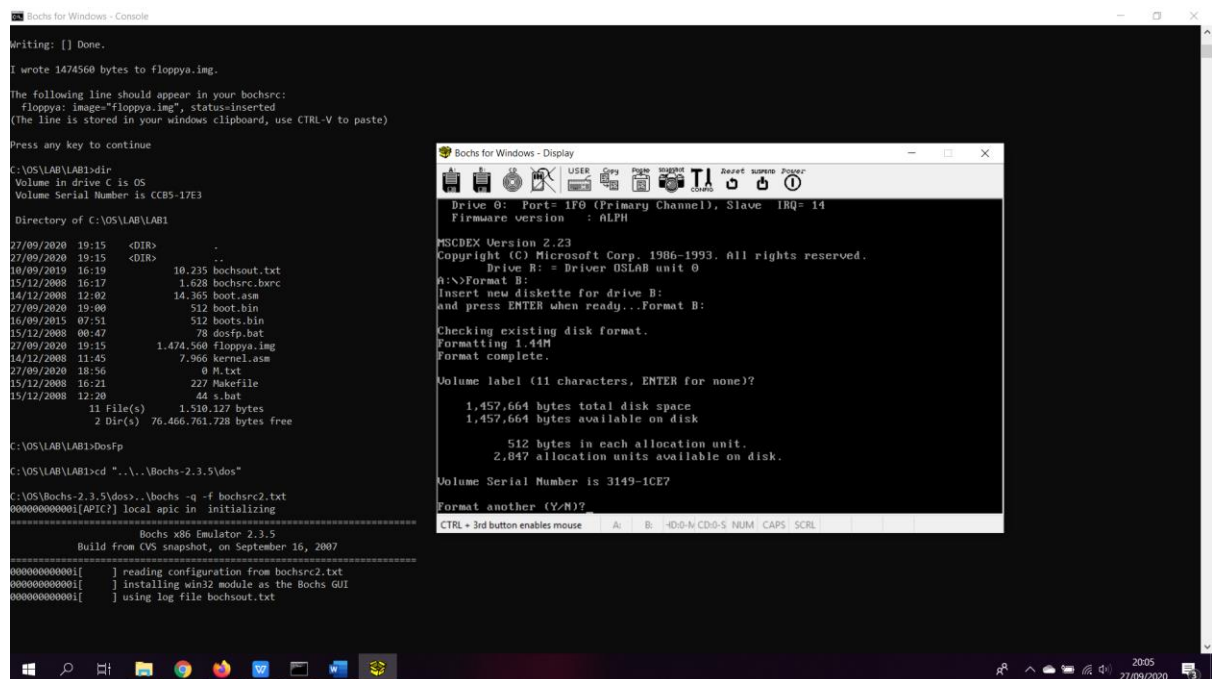 Bochs for Windows - Console
Writing: [] Done.
I wrote 1474560 bytes to floppya.img.
The following line should appear in your bochsrc:
floppya: image="floppya.img", status=inserted
(The line is stored in your windows clipboard, use CTRL-V to paste)
Press any key to continue
C:\OS\LAB\LAB1>dir
Volume in drive C is OS
Volume Serial Number is CCB5-17E3
Directory of C:\OS\LAB\LAB1
27/09/2020 19:15 <DIR> .
27/09/2020 19:15 <DIR> ..
10/09/2019 16:19 10.235 bochsout.txt
15/12/2008 16:17 1.628 bochsrc.bxrc
14/12/2008 12:02 14.365 boot.asm
27/09/2020 19:00 512 boot.bin
16/09/2015 07:51 512 boots.bin
15/12/2008 00:47 78 dosfp.bat
27/09/2020 19:15 1.474.560 floppya.img
14/12/2008 11:45 7.966 kernel.asm
27/09/2020 18:56 0 M.txt
15/12/2008 16:21 227 Makefile
15/12/2008 12:20 44 s.bat
11 File(s) 1.510.127 bytes
2 Dir(s) 76.466.761.728 bytes free
C:\OS\LAB\LAB1>DosFp
C:\OS\LAB\LAB1>cd "..\..\Bochs-2.3.5\dos"
C:\OS\Bochs-2.3.5\dos>..\bochs -q -f bochsrc2.txt
00000000000i[APIC?] local apic in initializing
========================================================================
Bochs x86 Emulator 2.3.5
Build from CVS snapshot, on September 16, 2007
========================================================================
00000000000i[ ] reading configuration from bochsrc2.txt
00000000000i[ ] installing win32 module as the Bochs GUI
00000000000i[ ] using log file bochsout.txt
Bochs for Windows - Display
A: B: CD USER Copy Paste snapshot CONFIG Reset SUSPEND Power
Drive 0: Port= 1F0 (Primary Channel), Slave IRQ= 14
Firmware version : ALPH
MSCDEX Version 2.23
Copyright (C) Microsoft Corp. 1986-1993. All rights reserved.
Drive R: = Driver OSLAB unit 0
A:\>Format B:
Insert new diskette for drive B:
and press ENTER when ready...Format B:
Checking existing disk format.
Formatting 1.44M
Format complete.
Volume label (11 characters, ENTER for none)?
1,457,664 bytes total disk space
1,457,664 bytes available on disk
512 bytes in each allocation unit.
2,847 allocation units available on disk.
Volume Serial Number is 3149-1CE7
Format another (Y/N)?_
CTRL + 3rd button enables mouse A: B: HD:0-M CD:0-S NUM CAPS SCRL
20:05
27/09/2020